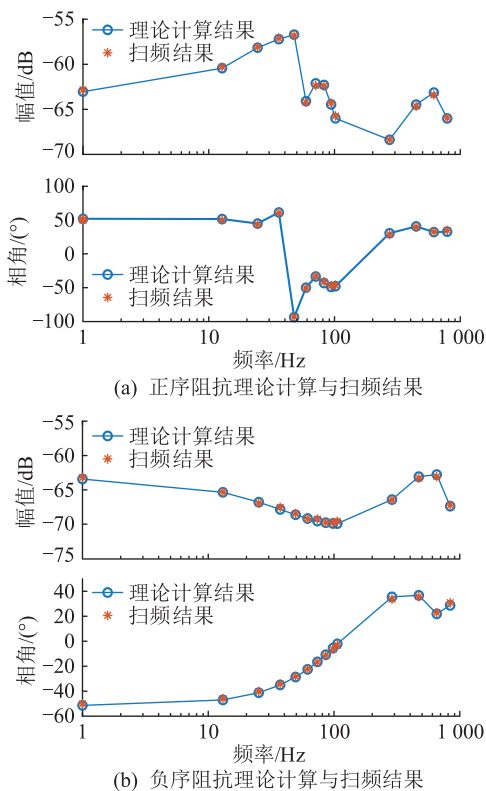 −55
−60
−65
−70
幅值/dB
理论计算结果
扫频结果
100
50
0
−50
−100
相角/(°)
理论计算结果
扫频结果
1 10 100 1 000
频率/Hz
(a) 正序阻抗理论计算与扫频结果
−55
−60
−65
−70
−75
幅值/dB
理论计算结果
扫频结果
40
20
0
−20
−40
−60
相角/(°)
理论计算结果
扫频结果
1 10 100 1 000
频率/Hz
(b) 负序阻抗理论计算与扫频结果